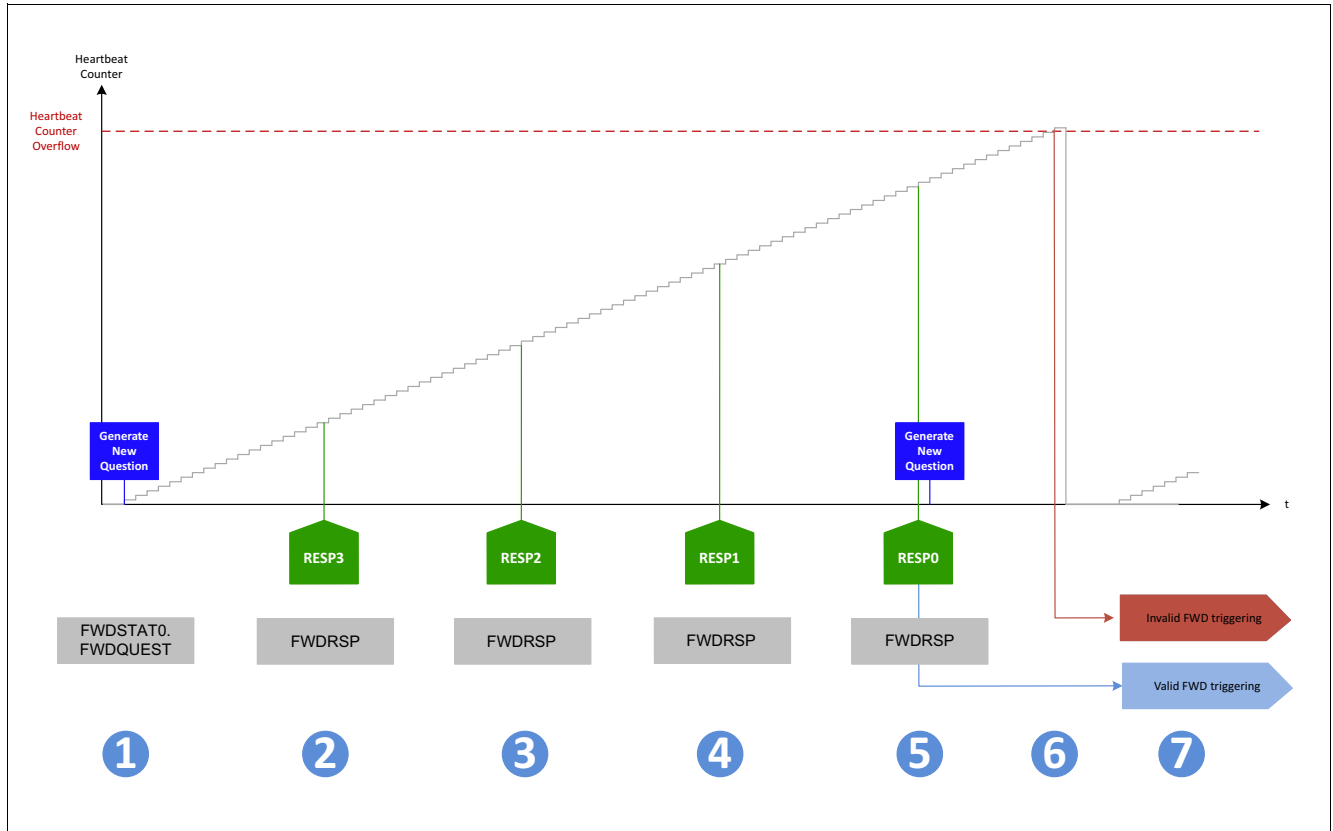 Heartbeat
Counter
Heartbeat
Counter
Overflow
Generate
New
Question
Generate
New
Question
t
RESP3
RESP2
RESP1
RESP0
FWDSTAT0.
FWDQUEST
FWDRSP
FWDRSP
FWDRSP
FWDRSP
Invalid FWD triggering
Valid FWD triggering
1
2
3
4
5
6
7